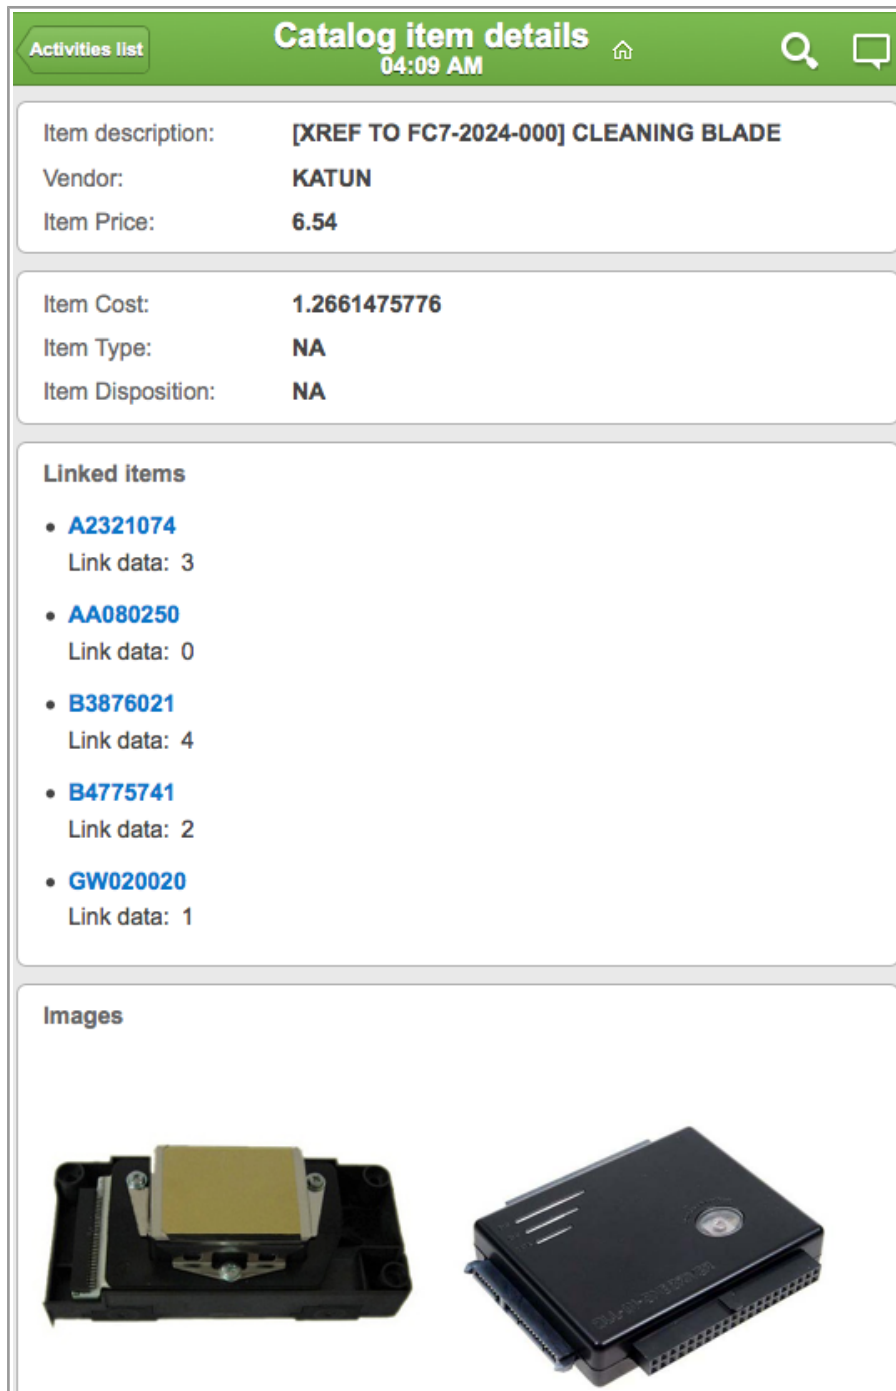 Activities list
Catalog item details
04:09 AM
Item description: [XREF TO FC7-2024-000] CLEANING BLADE
Vendor: KATUN
Item Price: 6.54
Item Cost: 1.2661475776
Item Type: NA
Item Disposition: NA
Linked items
A2321074
Link data: 3
AA080250
Link data: 0
B3876021
Link data: 4
B4775741
Link data: 2
GW020020
Link data: 1
Images